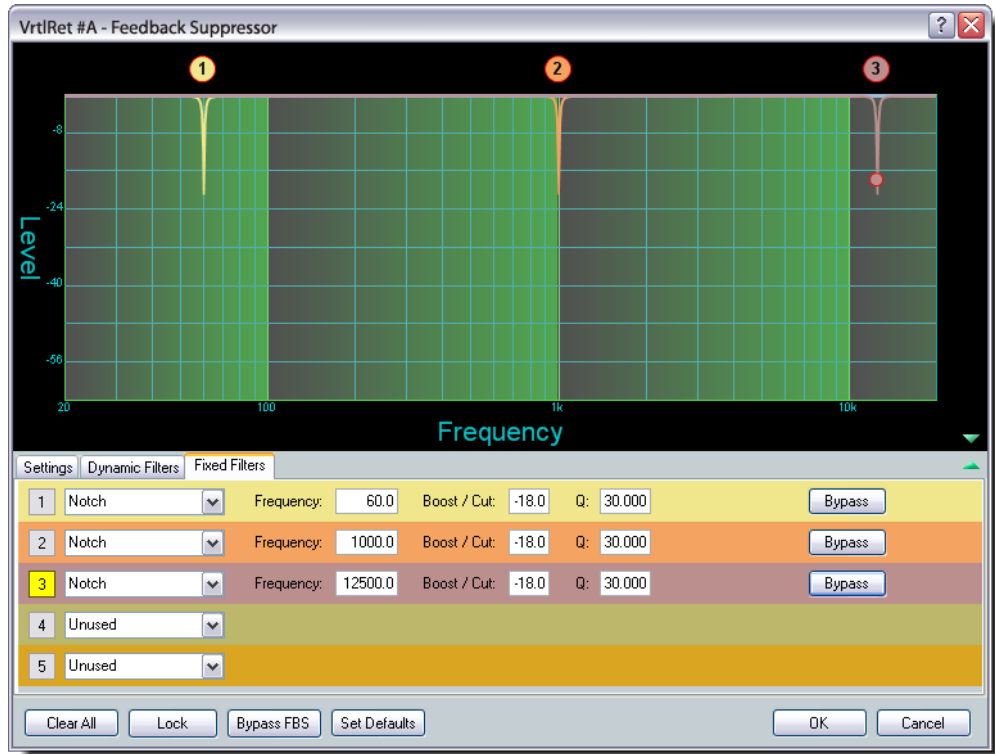 VrtlRet #A - Feedback Suppressor
?
1 2 3
-8
-24
-40
-56
Level
20 100 1k 10k
Frequency
Settings Dynamic Filters Fixed Filters
1 Notch Frequency: 60.0 Boost / Cut: -18.0 Q: 30.000 Bypass
2 Notch Frequency: 1000.0 Boost / Cut: -18.0 Q: 30.000 Bypass
3 Notch Frequency: 12500.0 Boost / Cut: -18.0 Q: 30.000 Bypass
4 Unused
5 Unused
Clear All Lock Bypass FBS Set Defaults OK Cancel